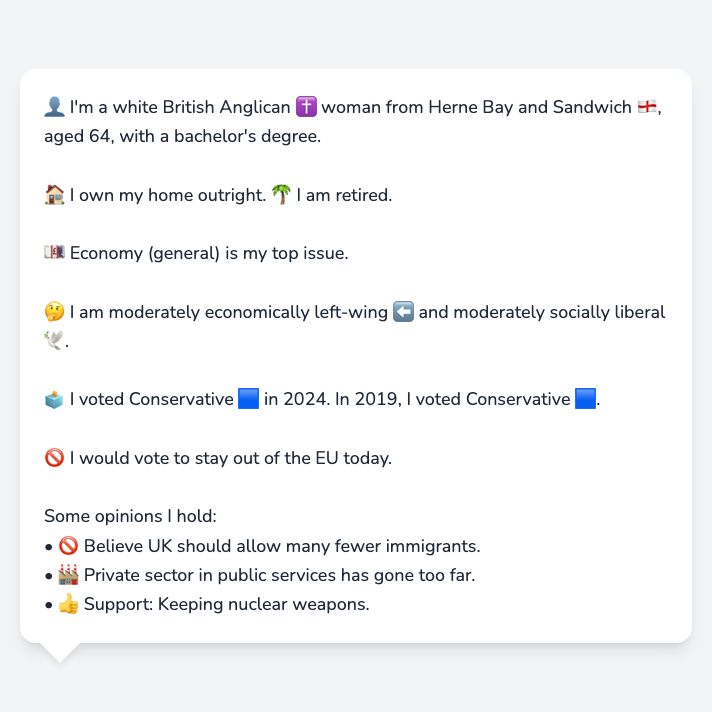 👤 I'm a white British Anglican ✝️ woman from Herne Bay and Sandwich 🏴󠁧󠁢󠁥󠁮󠁧󠁿,
aged 64, with a bachelor's degree.
🏠 I own my home outright. 🌴 I am retired.
💷 Economy (general) is my top issue.
🤔 I am moderately economically left-wing ⬅️ and moderately socially liberal
🕊️.
🗳️ I voted Conservative 🟦 in 2024. In 2019, I voted Conservative 🟦.
🚫 I would vote to stay out of the EU today.
Some opinions I hold:
• 🚫 Believe UK should allow many fewer immigrants.
• 🏭 Private sector in public services has gone too far.
• 👍 Support: Keeping nuclear weapons.